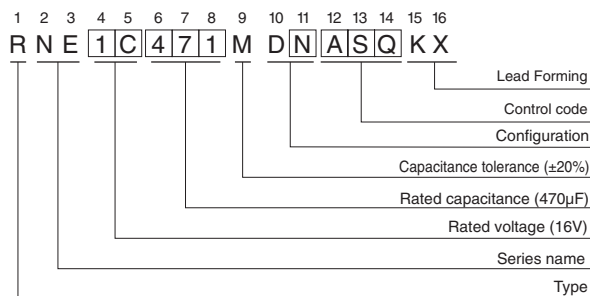 1 2 3 4 5 6 7 8 9 10 11 12 13 14 15 16
R N E 1 C 4 7 1 M D N A S Q K X
Lead Forming
Control code
Configuration
Capacitance tolerance (±20%)
Rated capacitance (470µF)
Rated voltage (16V)
Series name
Type